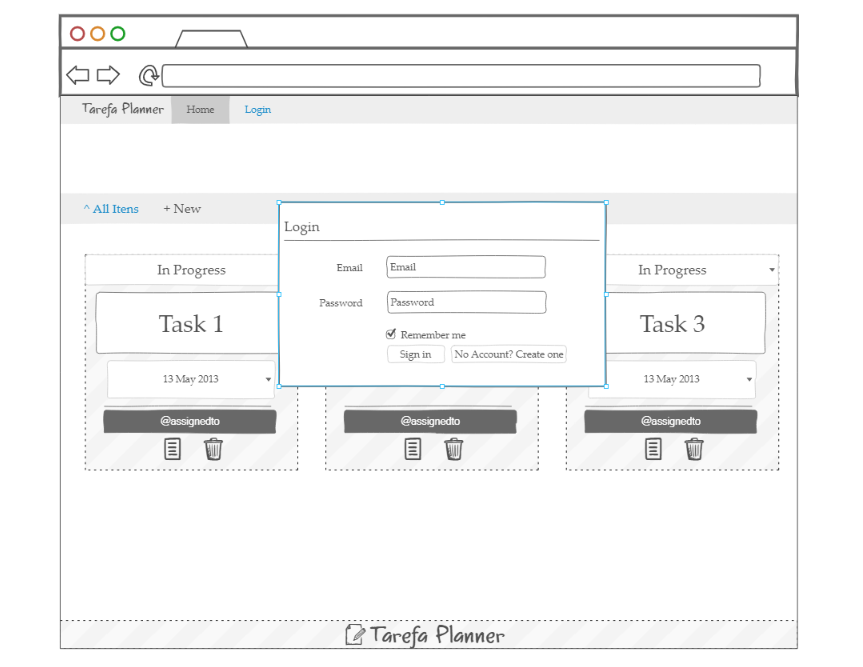 Tarefa Planner Home Login
^ All Itens + New
Login
Email Email
Password Password
Remember me
Sign in No Account? Create one
In Progress
Task 1
13 May 2013
@assignedto
@assignedto
In Progress
Task 3
13 May 2013
@assignedto
Tarefa Planner